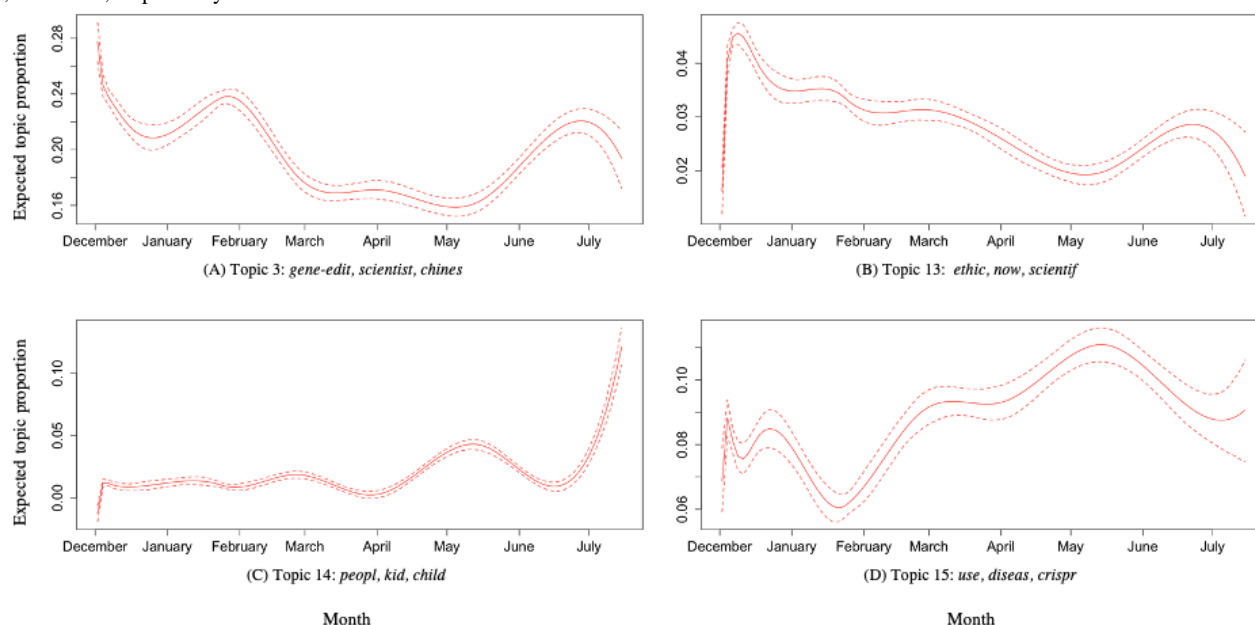 Expected topic proportion
0.28
0.24
0.20
0.16
December January February March April May June July
(A) Topic 3: gene-edit, scientist, chines
0.04
0.03
0.02
December January February March April May June July
(B) Topic 13: ethic, now, scientif
Expected topic proportion
0.10
0.05
0.00
December January February March April May June July
(C) Topic 14: peopl, kid, child
0.10
0.08
0.06
December January February March April May June July
(D) Topic 15: use, diseas, crispr
Month
Month